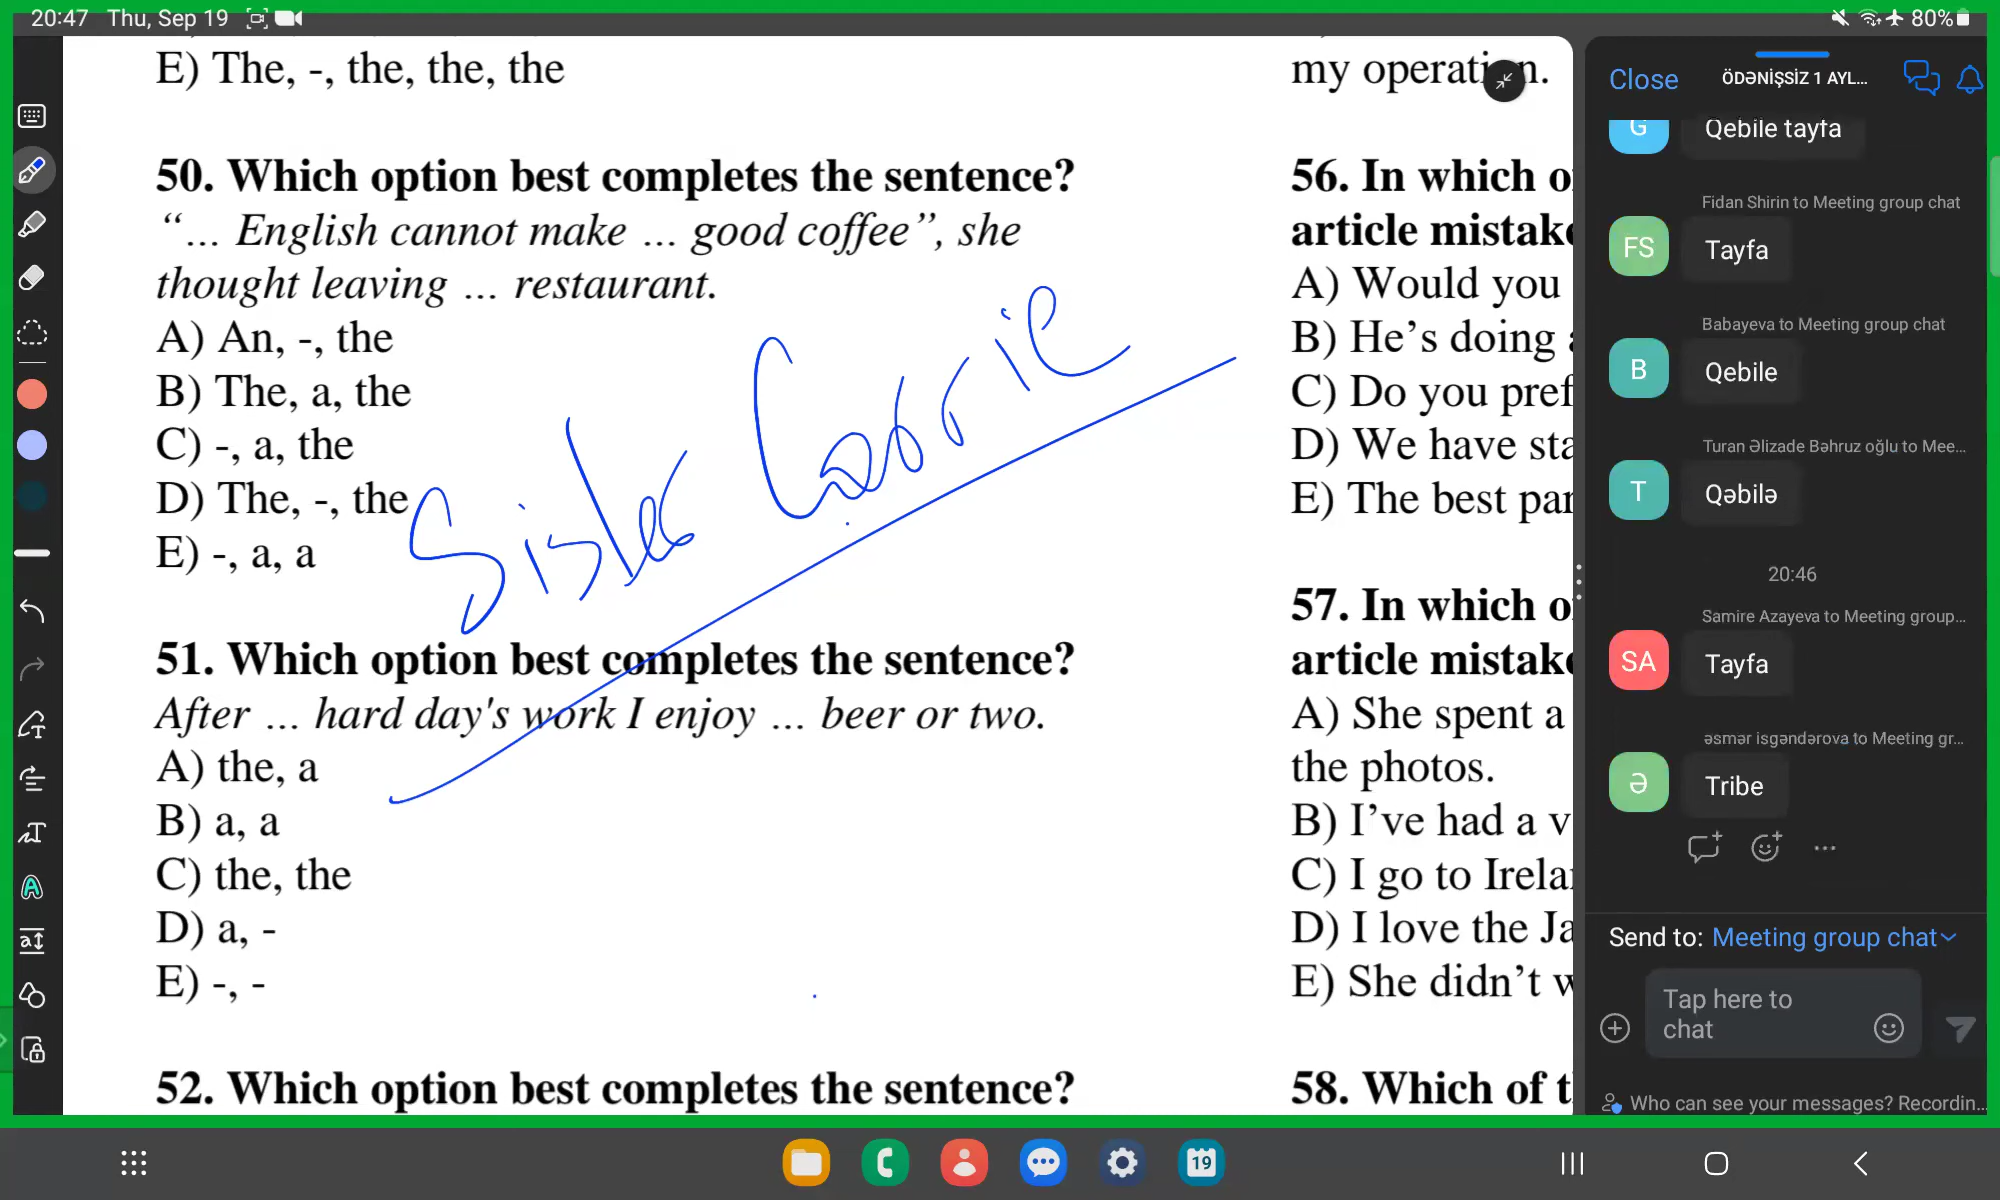 20:47 Thu, Sep 19
80%
E) The, -, the, the, the
50. Which option best completes the sentence?
“... English cannot make ... good coffee”, she
thought leaving ... restaurant.
A) An, -, the
B) The, a, the
C) -, a, the
D) The, -, the
E) -, a, a
Sister Carrie
51. Which option best completes the sentence?
After ... hard day's work I enjoy ... beer or two.
A) the, a
B) a, a
C) the, the
D) a, -
E) -, -
52. Which option best completes the sentence?
my operation.
56. In which o
article mistake
A) Would you
B) He’s doing
C) Do you pref
D) We have sta
E) The best par
57. In which o
article mistake
A) She spent a
the photos.
B) I’ve had a v
C) I go to Irela
D) I love the Ja
E) She didn’t w
58. Which of t
Close
ÖDƏNİŞSİZ 1 AYL...
G
Qebile tayfa
Fidan Shirin to Meeting group chat
FS
Tayfa
Babayeva to Meeting group chat
B
Qebile
Turan Əlizade Bəhruz oğlu to Mee...
T
Qəbilə
20:46
Samire Azayeva to Meeting group...
SA
Tayfa
əsmər isgəndərova to Meeting gr...
Ə
Tribe
Send to: Meeting group chat
Tap here to
chat
Who can see your messages? Recordin...
19